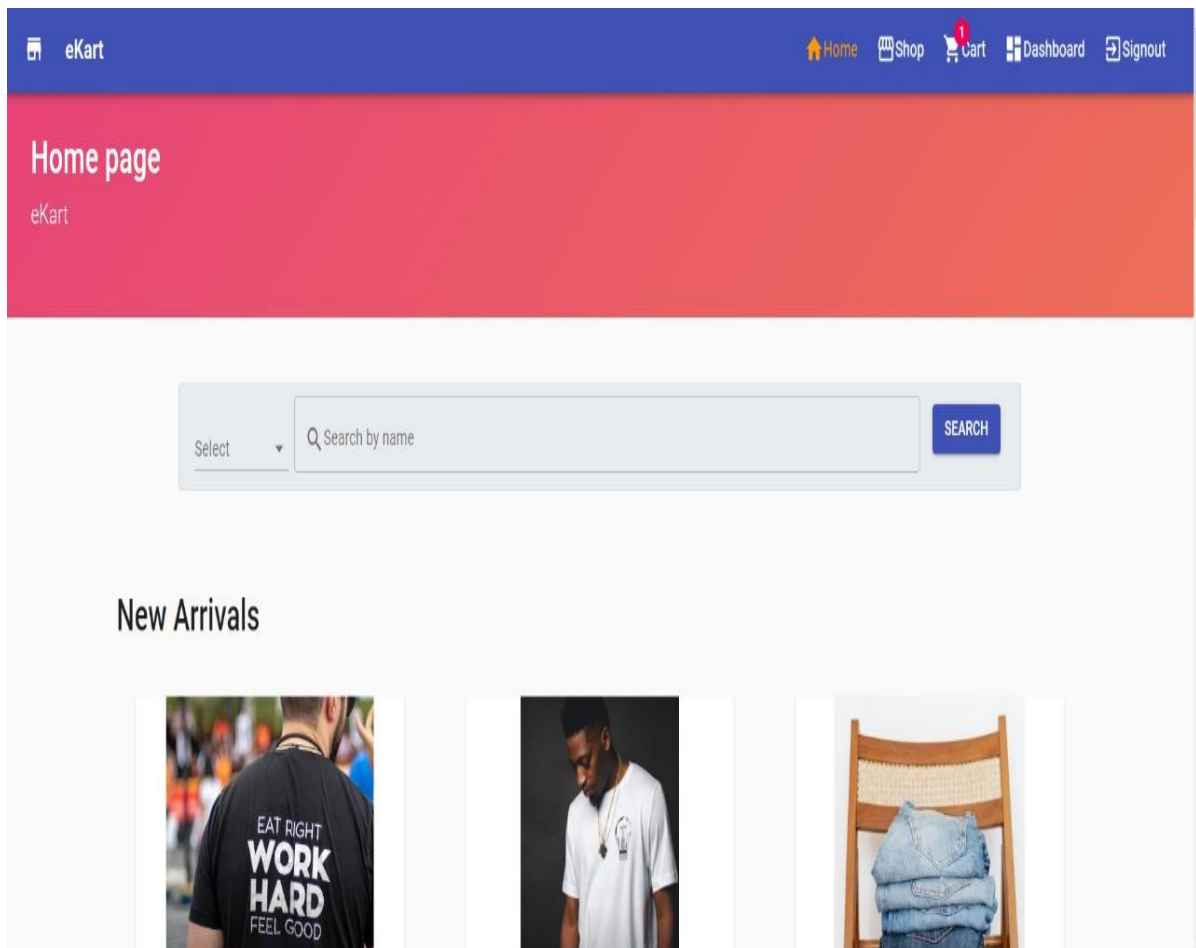 eKart
Home
Shop
1
Cart
Dashboard
Signout
Home page
eKart
Select
Search by name
SEARCH
New Arrivals
EAT RIGHT
WORK
HARD
FEEL GOOD